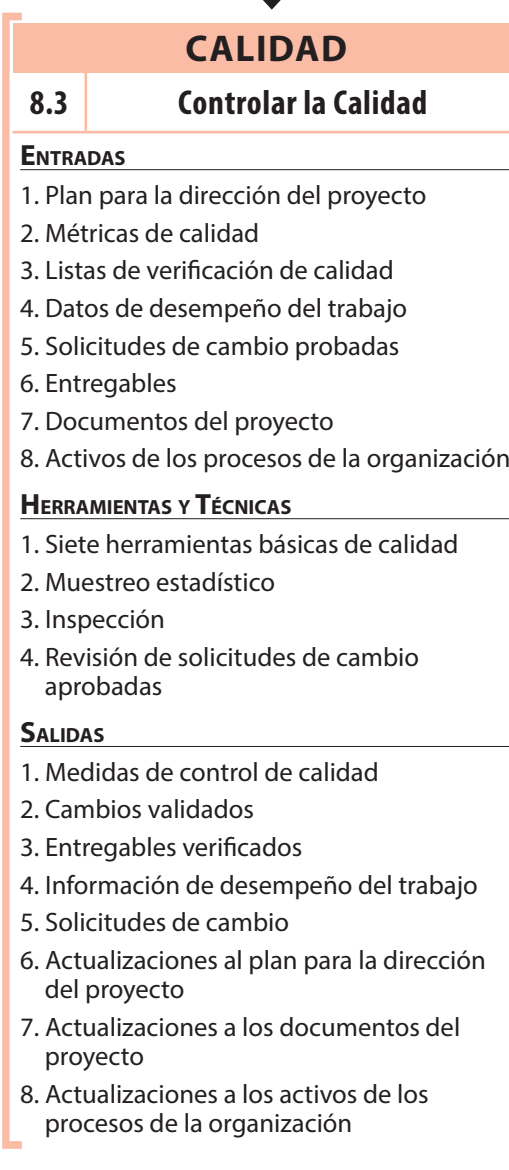 CALIDAD
8.3 Controlar la Calidad
ENTRADAS
1. Plan para la dirección del proyecto
2. Métricas de calidad
3. Listas de verificación de calidad
4. Datos de desempeño del trabajo
5. Solicitudes de cambio probadas
6. Entregables
7. Documentos del proyecto
8. Activos de los procesos de la organización
HERRAMIENTAS Y TÉCNICAS
1. Siete herramientas básicas de calidad
2. Muestreo estadístico
3. Inspección
4. Revisión de solicitudes de cambio
aprobadas
SALIDAS
1. Medidas de control de calidad
2. Cambios validados
3. Entregables verificados
4. Información de desempeño del trabajo
5. Solicitudes de cambio
6. Actualizaciones al plan para la dirección
del proyecto
7. Actualizaciones a los documentos del
proyecto
8. Actualizaciones a los activos de los
procesos de la organización